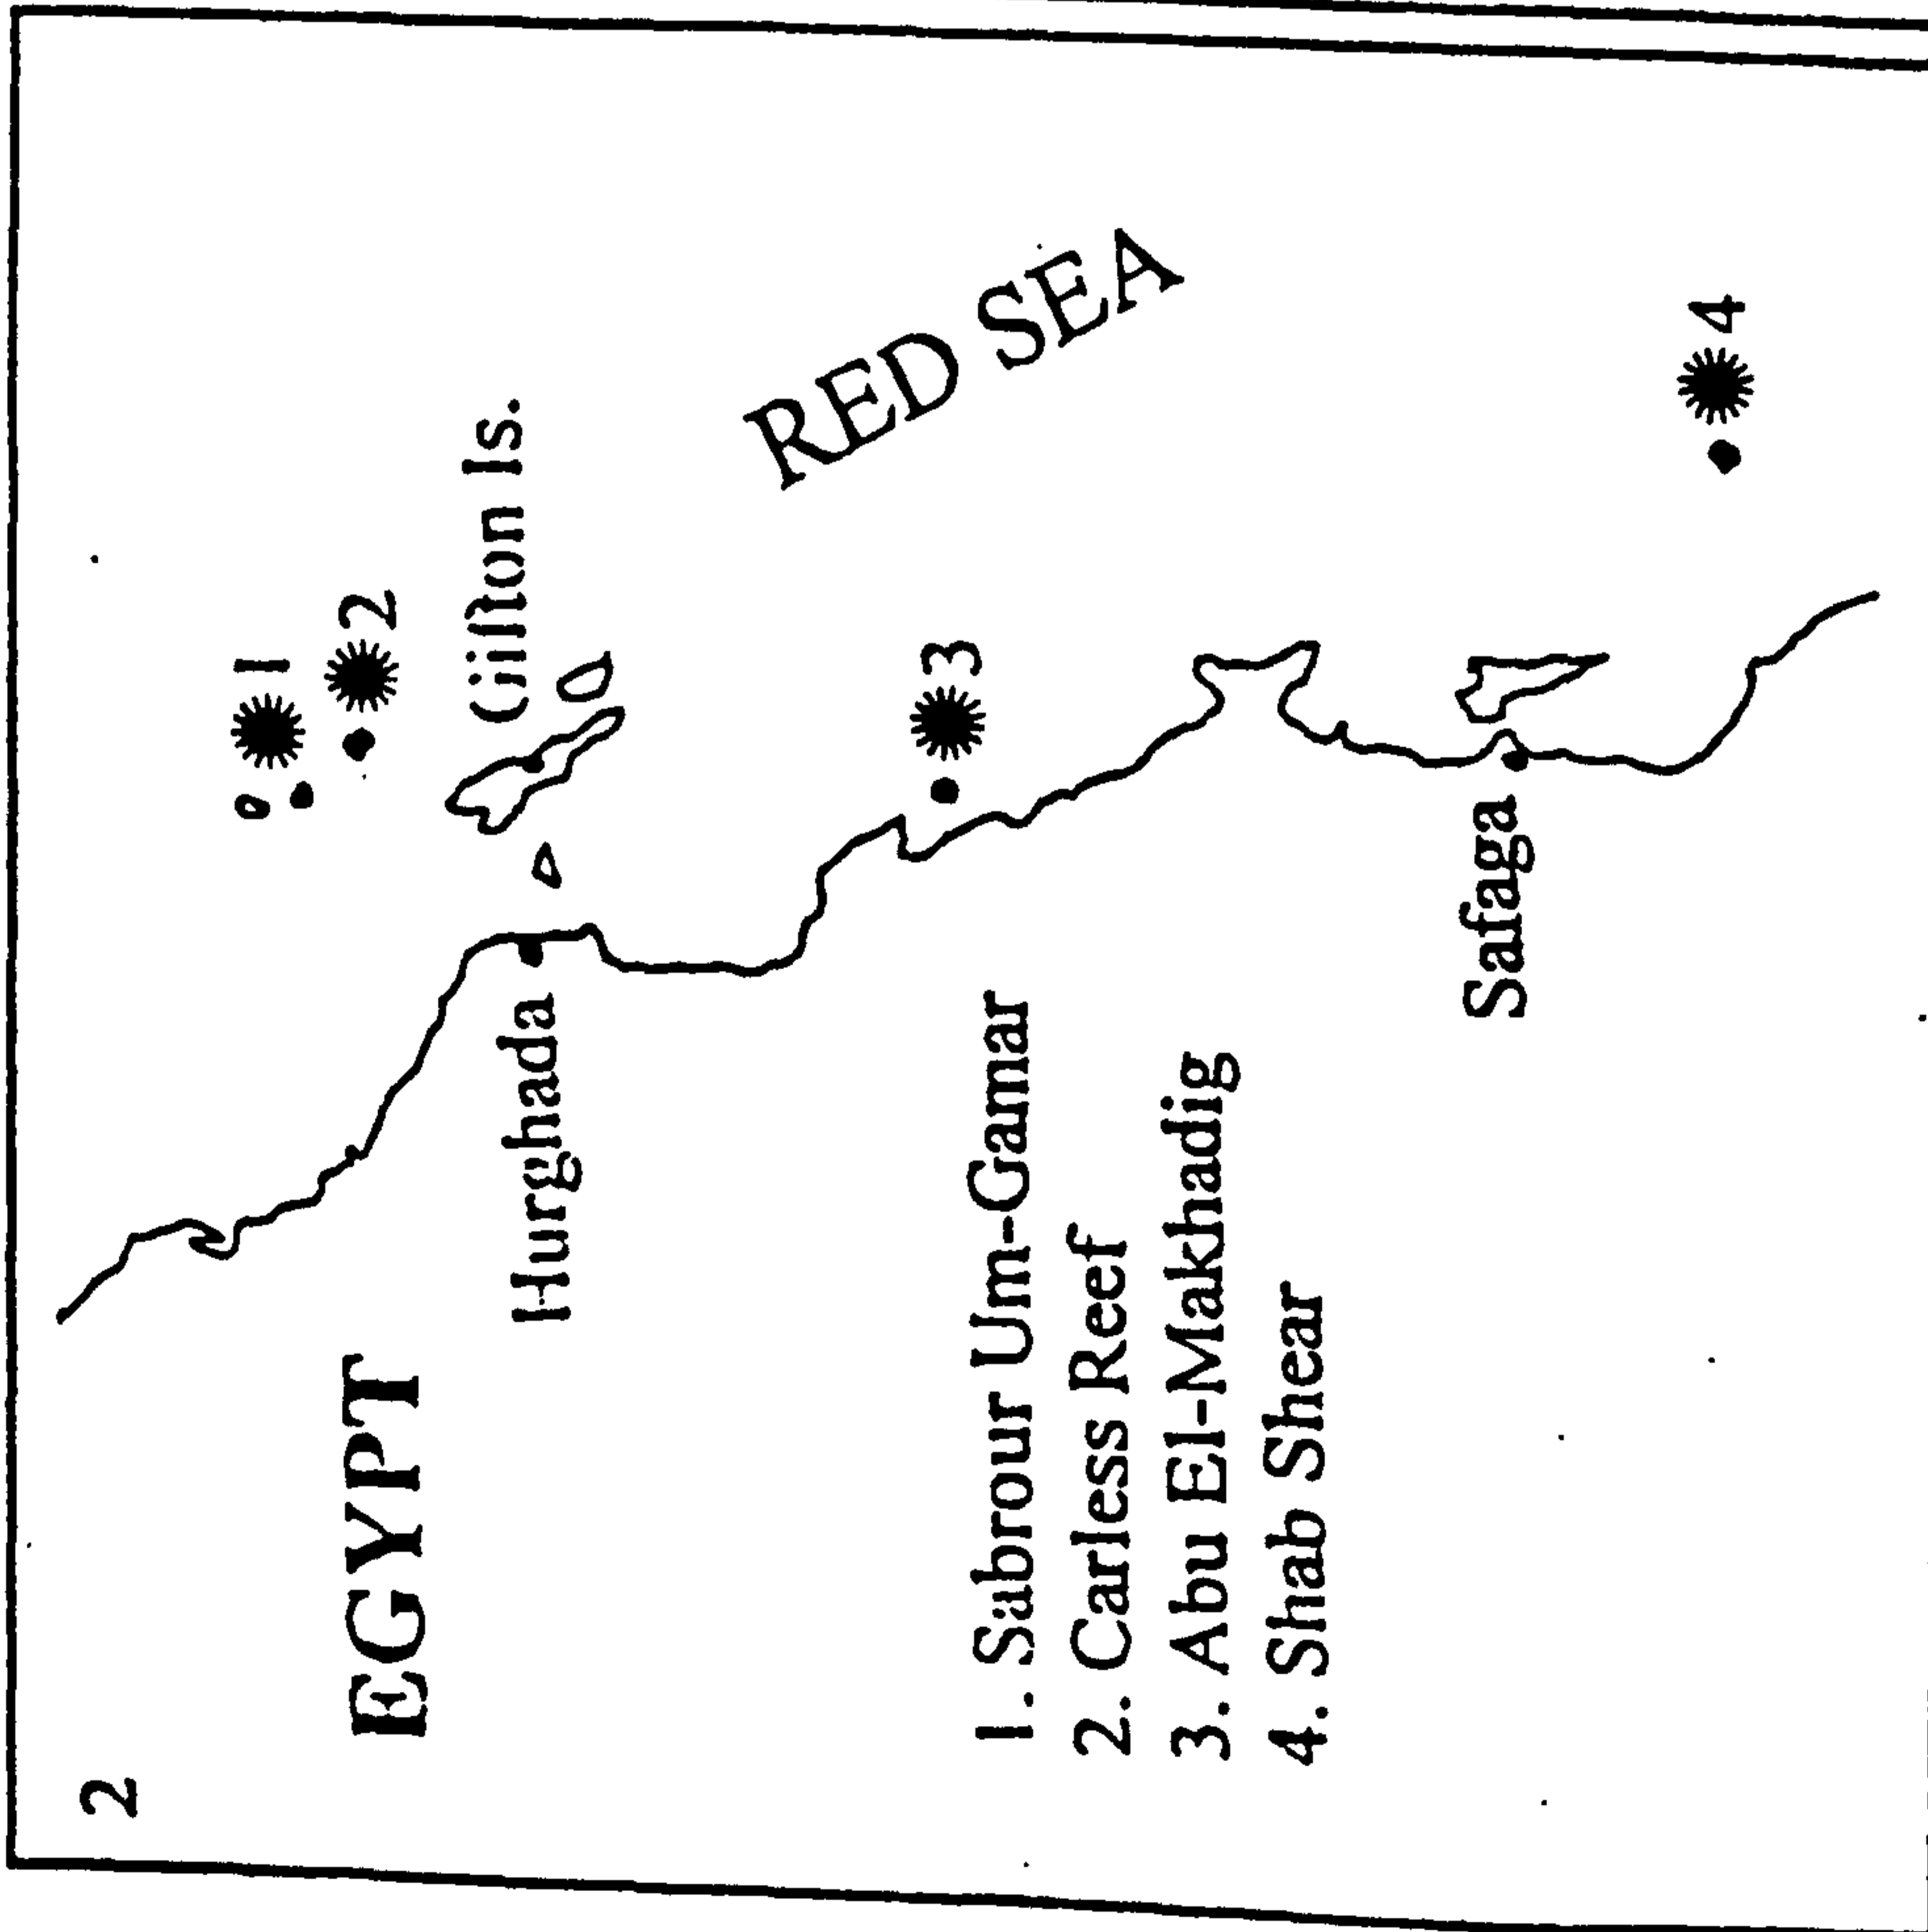 2
EGYPT
1
2
Gifton Is.
Hurghada
RED SEA
3
1. Sabrour Um-Gamar
2. Carless Reef
3. Abu El-Makhadig
4. Shab Shear
Safaga
4